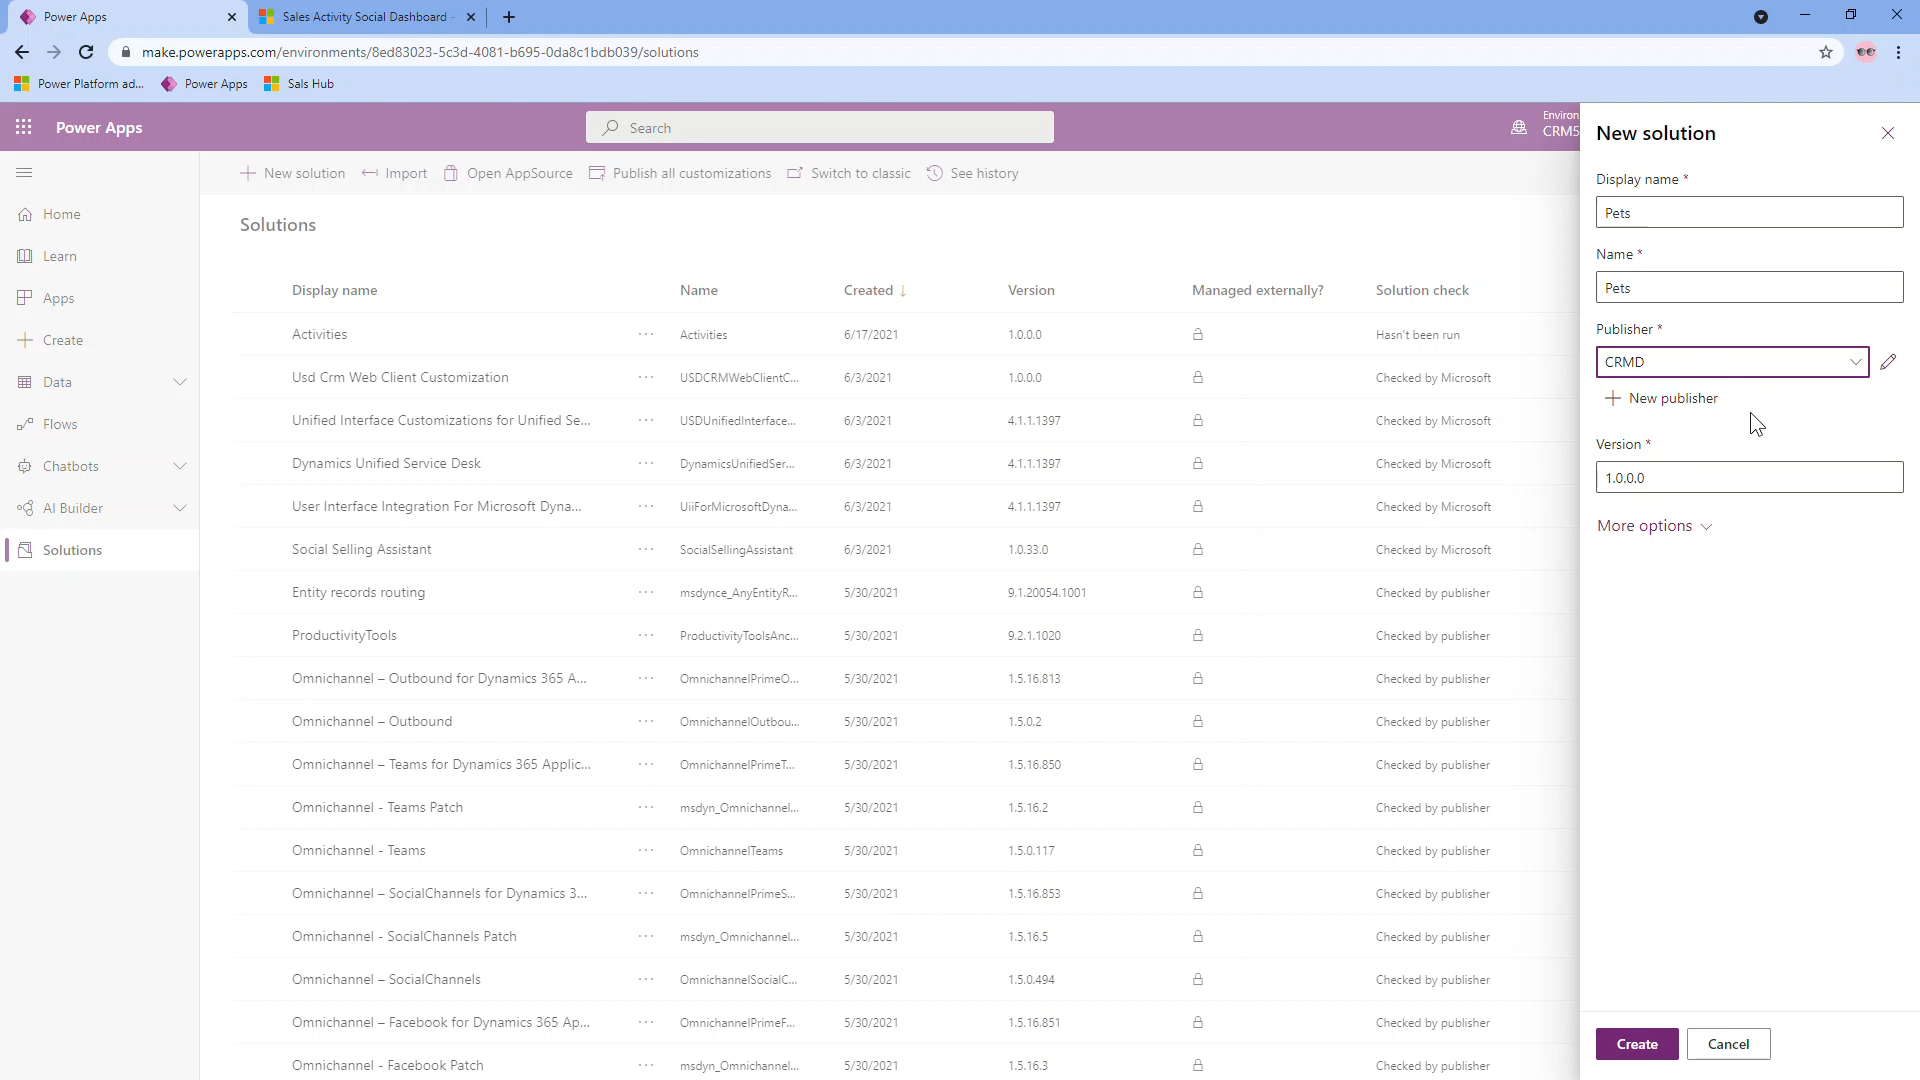 Power Apps
Sales Activity Social Dashboard -
make.powerapps.com/environments/8ed83023-5c3d-4081-b695-0da8c1bdb039/solutions
Power Platform ad... Power Apps Sals Hub
Power Apps
Search
Environ
CRM5
New solution Import Open AppSource Publish all customizations Switch to classic See history
Home
Learn
Apps
Create
Data
Flows
Chatbots
AI Builder
Solutions
Solutions
Display name Name Created ↓ Version Managed externally? Solution check
Activities ··· Activities 6/17/2021 1.0.0.0 Hasn't been run
Usd Crm Web Client Customization ··· USDCRMWebClientC... 6/3/2021 1.0.0.0 Checked by Microsoft
Unified Interface Customizations for Unified Se... ··· USDUnifiedInterface... 6/3/2021 4.1.1.1397 Checked by Microsoft
Dynamics Unified Service Desk ··· DynamicsUnifiedSer... 6/3/2021 4.1.1.1397 Checked by Microsoft
User Interface Integration For Microsoft Dyna... ··· UiiForMicrosoftDyna... 6/3/2021 4.1.1.1397 Checked by Microsoft
Social Selling Assistant ··· SocialSellingAssistant 6/3/2021 1.0.33.0 Checked by Microsoft
Entity records routing ··· msdynce_AnyEntityR... 5/30/2021 9.1.20054.1001 Checked by publisher
ProductivityTools ··· ProductivityToolsAnc... 5/30/2021 9.2.1.1020 Checked by publisher
Omnichannel – Outbound for Dynamics 365 A... ··· OmnichannelPrimeO... 5/30/2021 1.5.16.813 Checked by publisher
Omnichannel – Outbound ··· OmnichannelOutbou... 5/30/2021 1.5.0.2 Checked by publisher
Omnichannel – Teams for Dynamics 365 Applic... ··· OmnichannelPrimeT... 5/30/2021 1.5.16.850 Checked by publisher
Omnichannel - Teams Patch ··· msdyn_Omnichannel... 5/30/2021 1.5.16.2 Checked by publisher
Omnichannel - Teams ··· OmnichannelTeams 5/30/2021 1.5.0.117 Checked by publisher
Omnichannel – SocialChannels for Dynamics 3... ··· OmnichannelPrimeS... 5/30/2021 1.5.16.853 Checked by publisher
Omnichannel - SocialChannels Patch ··· msdyn_Omnichannel... 5/30/2021 1.5.16.5 Checked by publisher
Omnichannel – SocialChannels ··· OmnichannelSocialC... 5/30/2021 1.5.0.494 Checked by publisher
Omnichannel – Facebook for Dynamics 365 Ap... ··· OmnichannelPrimeF... 5/30/2021 1.5.16.851 Checked by publisher
Omnichannel - Facebook Patch ··· msdyn_Omnichannel... 5/30/2021 1.5.16.3 Checked by publisher
New solution
Display name *
Pets
Name *
Pets
Publisher *
CRMD
New publisher
Version *
1.0.0.0
More options
Create Cancel